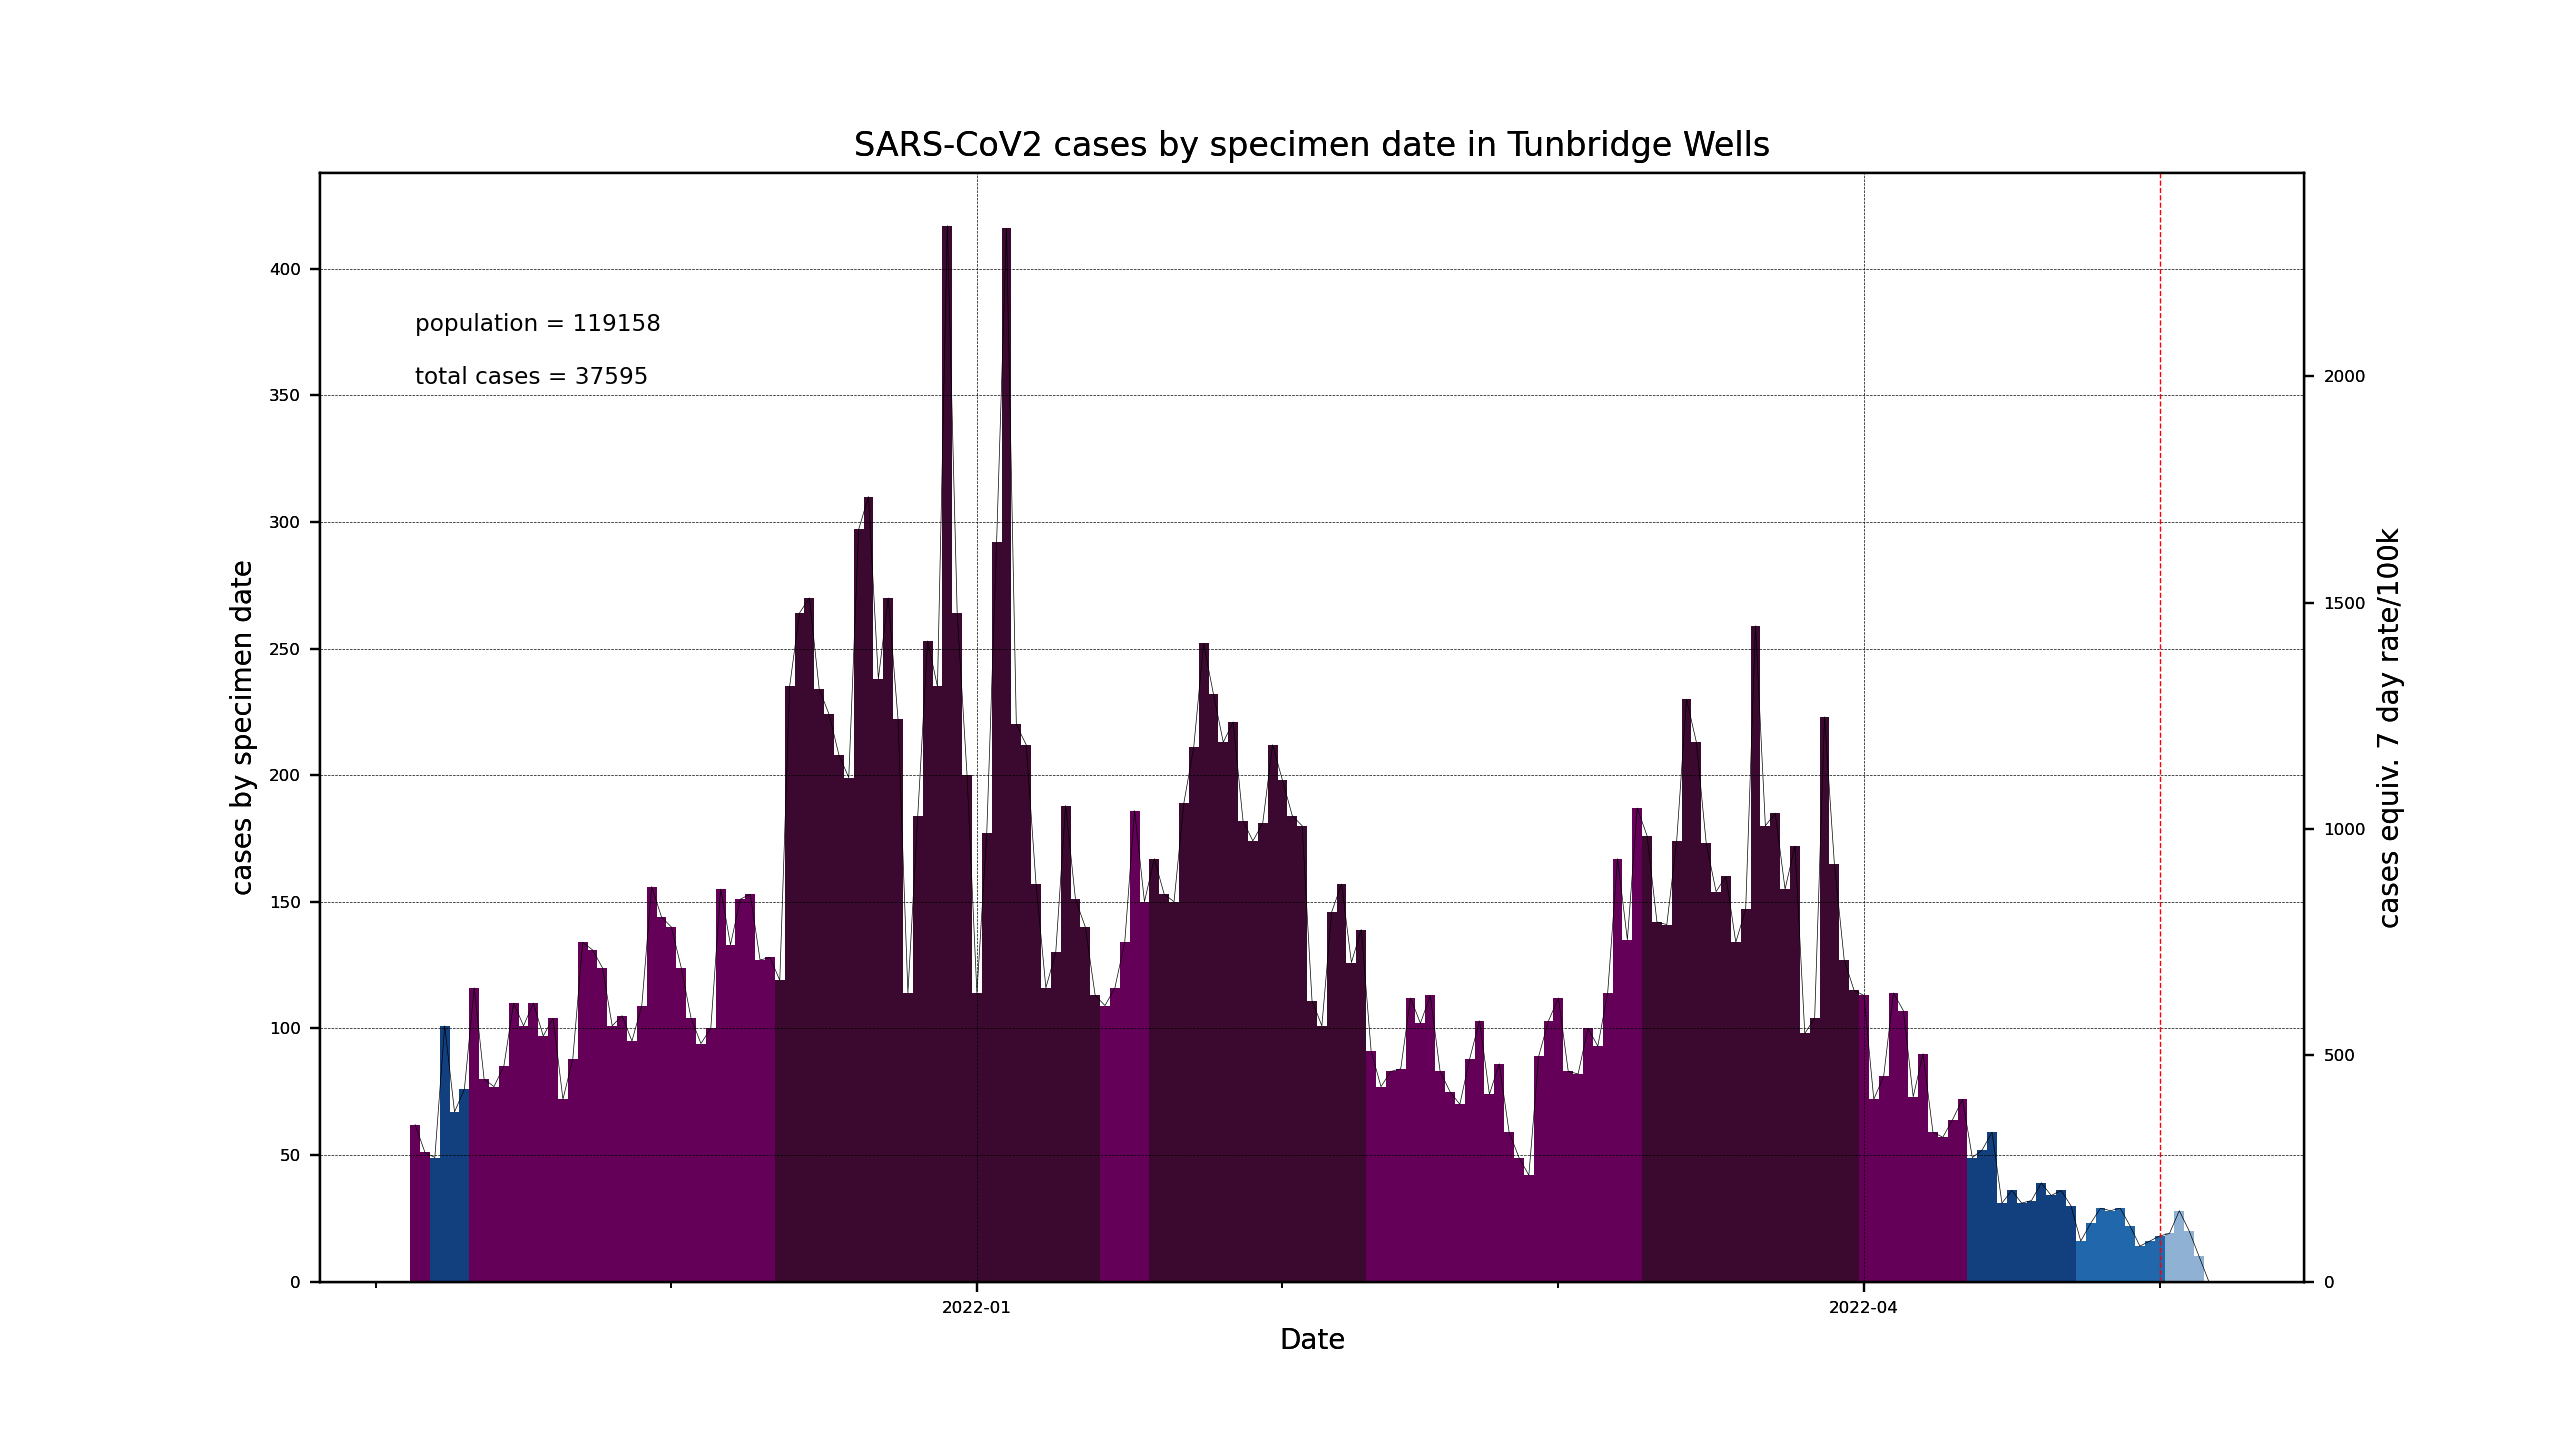 SARS-CoV2 cases by specimen date in Tunbridge Wells
population = 119158
total cases = 37595
cases by specimen date
400
350
300
250
200
150
100
50
0
2000
1500
1000
500
0
cases equiv. 7 day rate/100k
2022-01
2022-04
Date